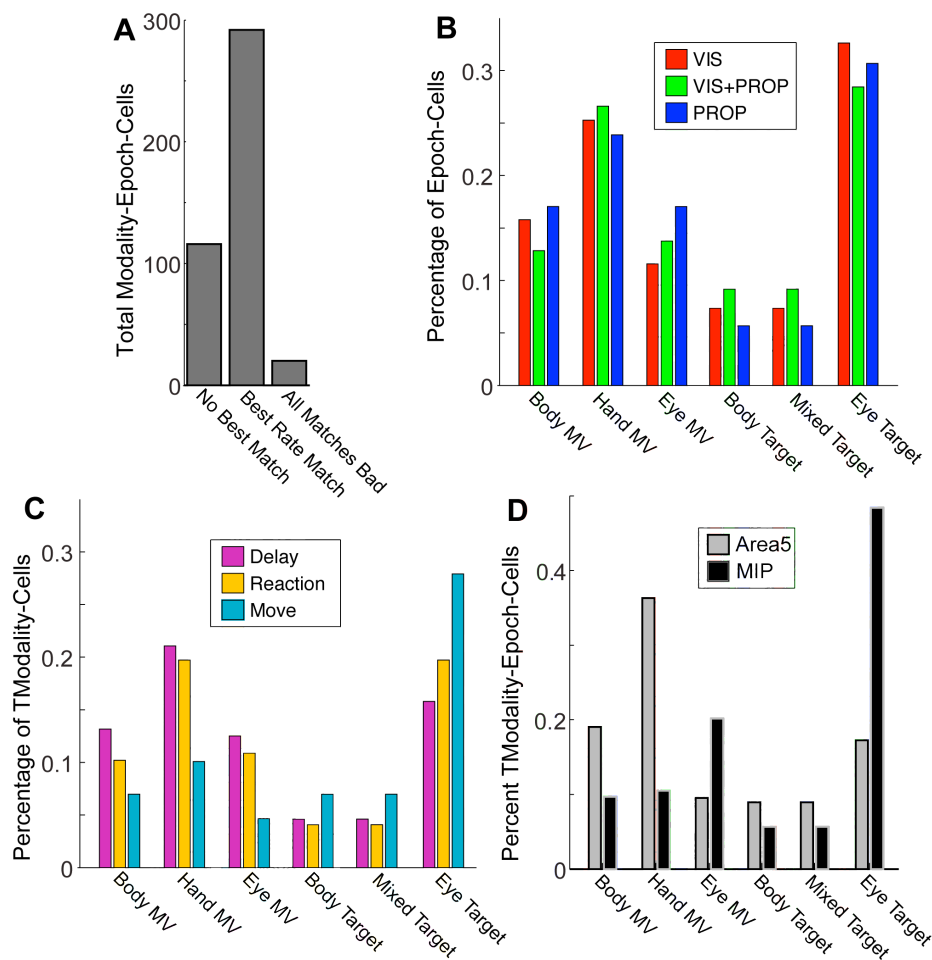 A
Total Modality-Epoch-Cells
300
200
100
0
No Best Match
Best Rate Match
All Matches Bad
B
Percentage of Epoch-Cells
0.3
0.2
0.1
0
VIS
VIS+PROP
PROP
Body MV
Hand MV
Eye MV
Body Target
Mixed Target
Eye Target
C
Percentage of TModality-Cells
0.3
0.2
0.1
0
Delay
Reaction
Move
Body MV
Hand MV
Eye MV
Body Target
Mixed Target
Eye Target
D
Percent TModality-Epoch-Cells
0.4
0.2
0
Area5
MIP
Body MV
Hand MV
Eye MV
Body Target
Mixed Target
Eye Target